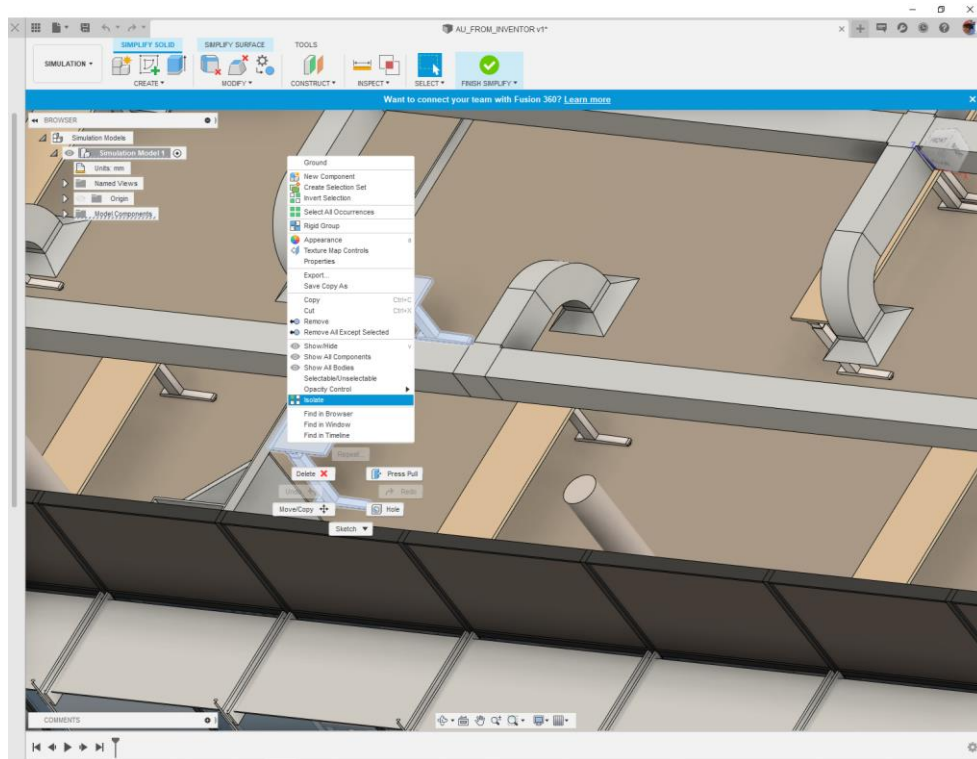 AU_FROM_INVENTOR v1*
SIMPLIFY SOLID
SIMPLIFY SURFACE
TOOLS
SIMULATION
CREATE
MODIFY
CONSTRUCT
INSPECT
SELECT
FINISH SIMPLIFY
Want to connect your team with Fusion 360? Learn more
BROWSER
Simulation Models
Simulation Model 1
Units: mm
Named Views
Origin
Model Components
Ground
New Component
Create Selection Set
Invert Selection
Select All Occurrences
Rigid Group
Appearance a
Texture Map Controls
Properties
Export...
Save Copy As
Copy Ctrl+C
Cut Ctrl+X
Remove
Remove All Except Selected
Show/Hide v
Show All Components
Show All Bodies
Selectable/Unselectable
Opacity Control
Isolate
Find in Browser
Find in Window
Find in Timeline
Repeat...
Delete
Press Pull
Undo
Redo
Move/Copy
Hole
Sketch
COMMENTS